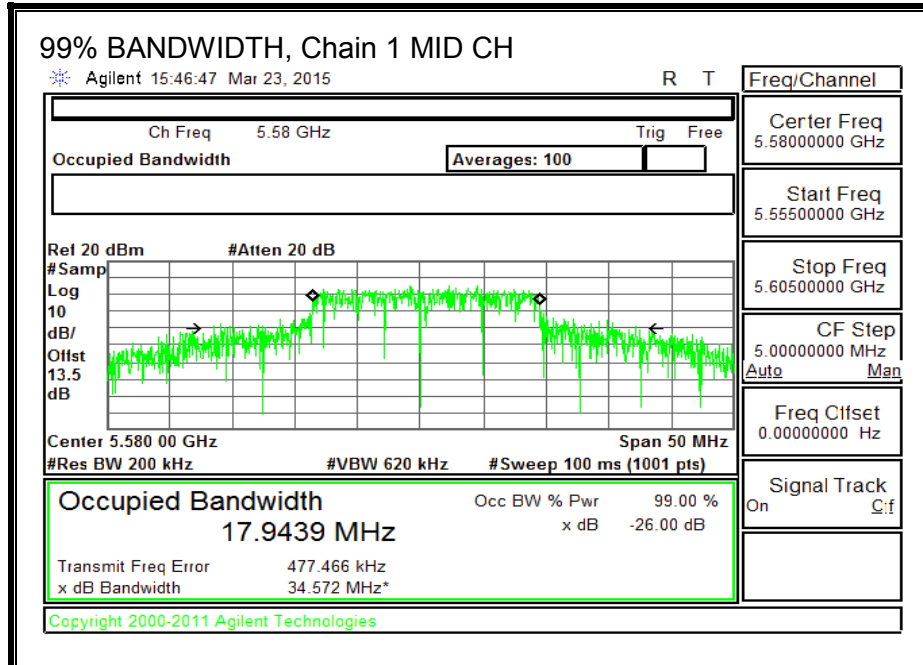 99% BANDWIDTH, Chain 1 MID CH
Agilent 15:46:47 Mar 23, 2015 R T
Ch Freq 5.58 GHz Trig Free
Occupied Bandwidth Averages: 100
Ref 20 dBm #Atten 20 dB
#Samp
Log
10
dB/
Offst
13.5
dB
Center 5.580 00 GHz Span 50 MHz
#Res BW 200 kHz #VBW 620 kHz #Sweep 100 ms (1001 pts)
Occupied Bandwidth Occ BW % Pwr 99.00 %
17.9439 MHz x dB -26.00 dB
Transmit Freq Error 477.466 kHz
x dB Bandwidth 34.572 MHz*
Copyright 2000-2011 Agilent Technologies
Freq/Channel
Center Freq
5.58000000 GHz
Start Freq
5.55500000 GHz
Stop Freq
5.60500000 GHz
CF Step
5.00000000 MHz
Auto Man
Freq Offset
0.00000000 Hz
Signal Track
On Off